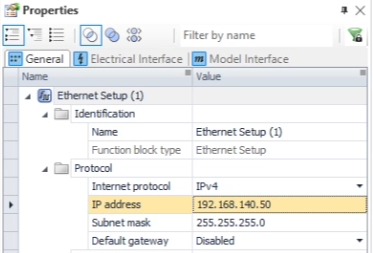 Properties
Filter by name
General Electrical Interface m Model Interface
Name Value
Ethernet Setup (1)
Identification
Name Ethernet Setup (1)
Function block type Ethernet Setup
Protocol
Internet protocol IPv4
IP address 192.168.140.50
Subnet mask 255.255.255.0
Default gateway Disabled